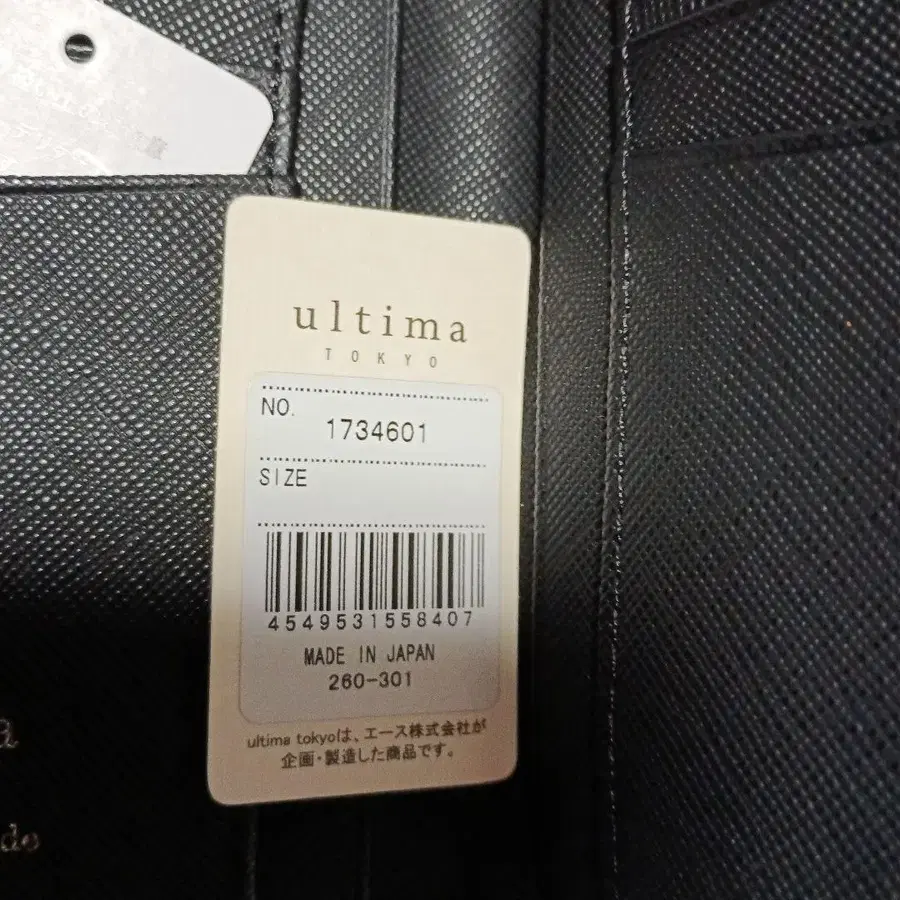 ultima
TOKYO
NO.
1734601
SIZE
4549531558407
MADE IN JAPAN
260-301
ultima tokyoは、エース株式会社が
企画・製造した商品です。